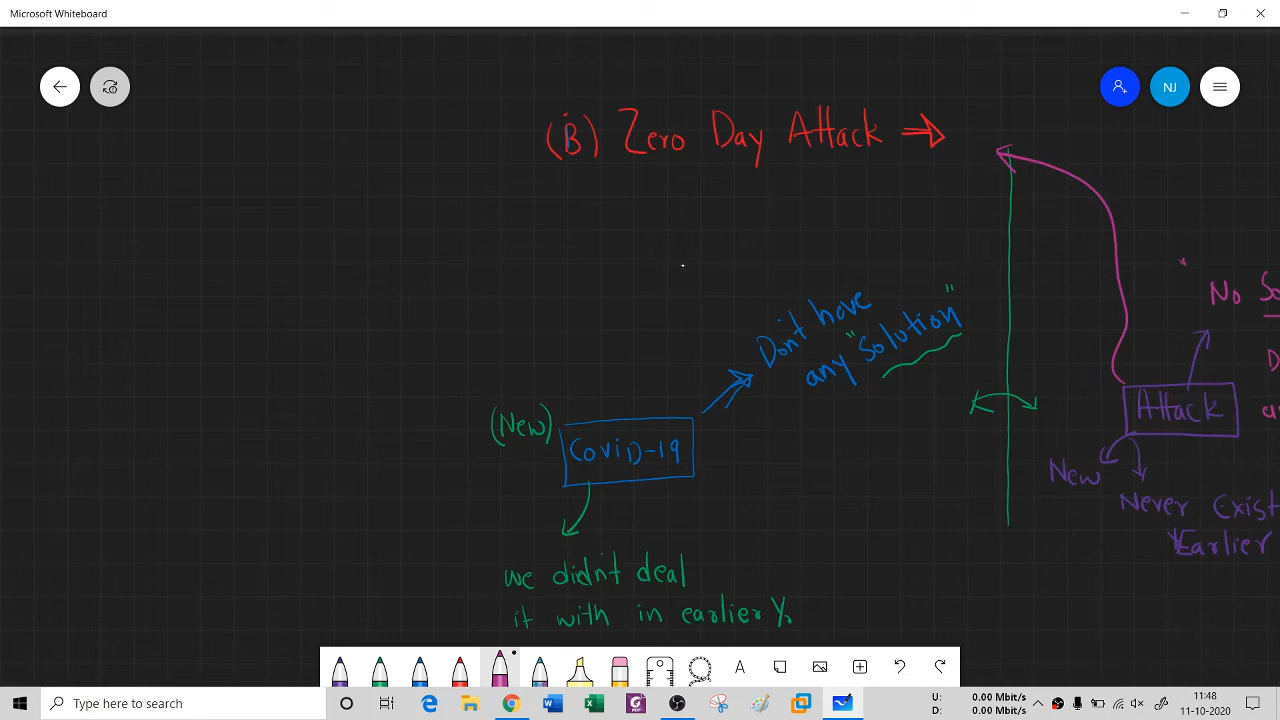 Microsoft Whiteboard
NJ
(B) Zero Day Attack
Don't have
any "Solution"
(New)
Covid-19
we didn't deal
it with in earlier Yr
No
Attack
New
Never Exist
Earlier
A
Type here to search
U: 0.00 Mbit/s
D: 0.00 Mbit/s
11:48
11-10-2020